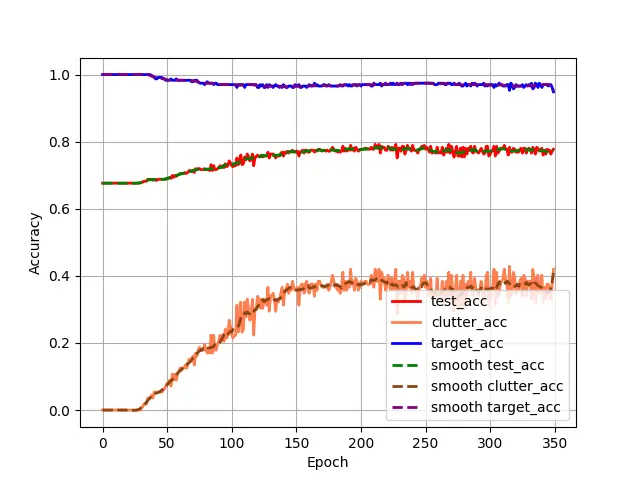 1.0
0.8
0.6
0.4
0.2
0.0
Accuracy
test_acc
clutter_acc
target_acc
smooth test_acc
smooth clutter_acc
smooth target_acc
0 50 100 150 200 250 300 350
Epoch